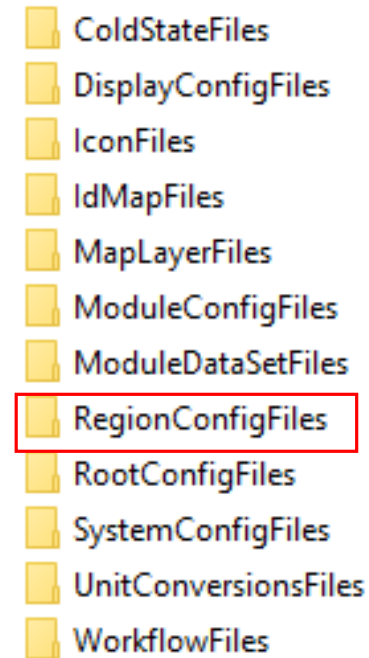 ColdStateFiles
DisplayConfigFiles
IconFiles
IdMapFiles
MapLayerFiles
ModuleConfigFiles
ModuleDataSetFiles
RegionConfigFiles
RootConfigFiles
SystemConfigFiles
UnitConversionsFiles
WorkflowFiles